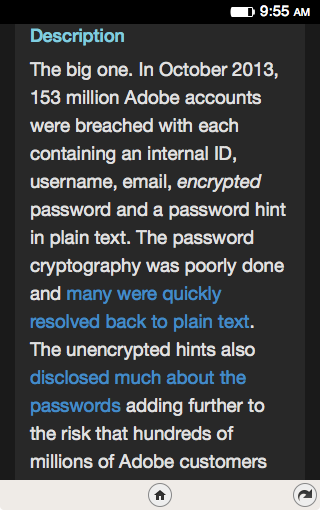 9:55 AM
Description
The big one. In October 2013,
153 million Adobe accounts
were breached with each
containing an internal ID,
username, email, encrypted
password and a password hint
in plain text. The password
cryptography was poorly done
and many were quickly
resolved back to plain text.
The unencrypted hints also
disclosed much about the
passwords adding further to
the risk that hundreds of
millions of Adobe customers